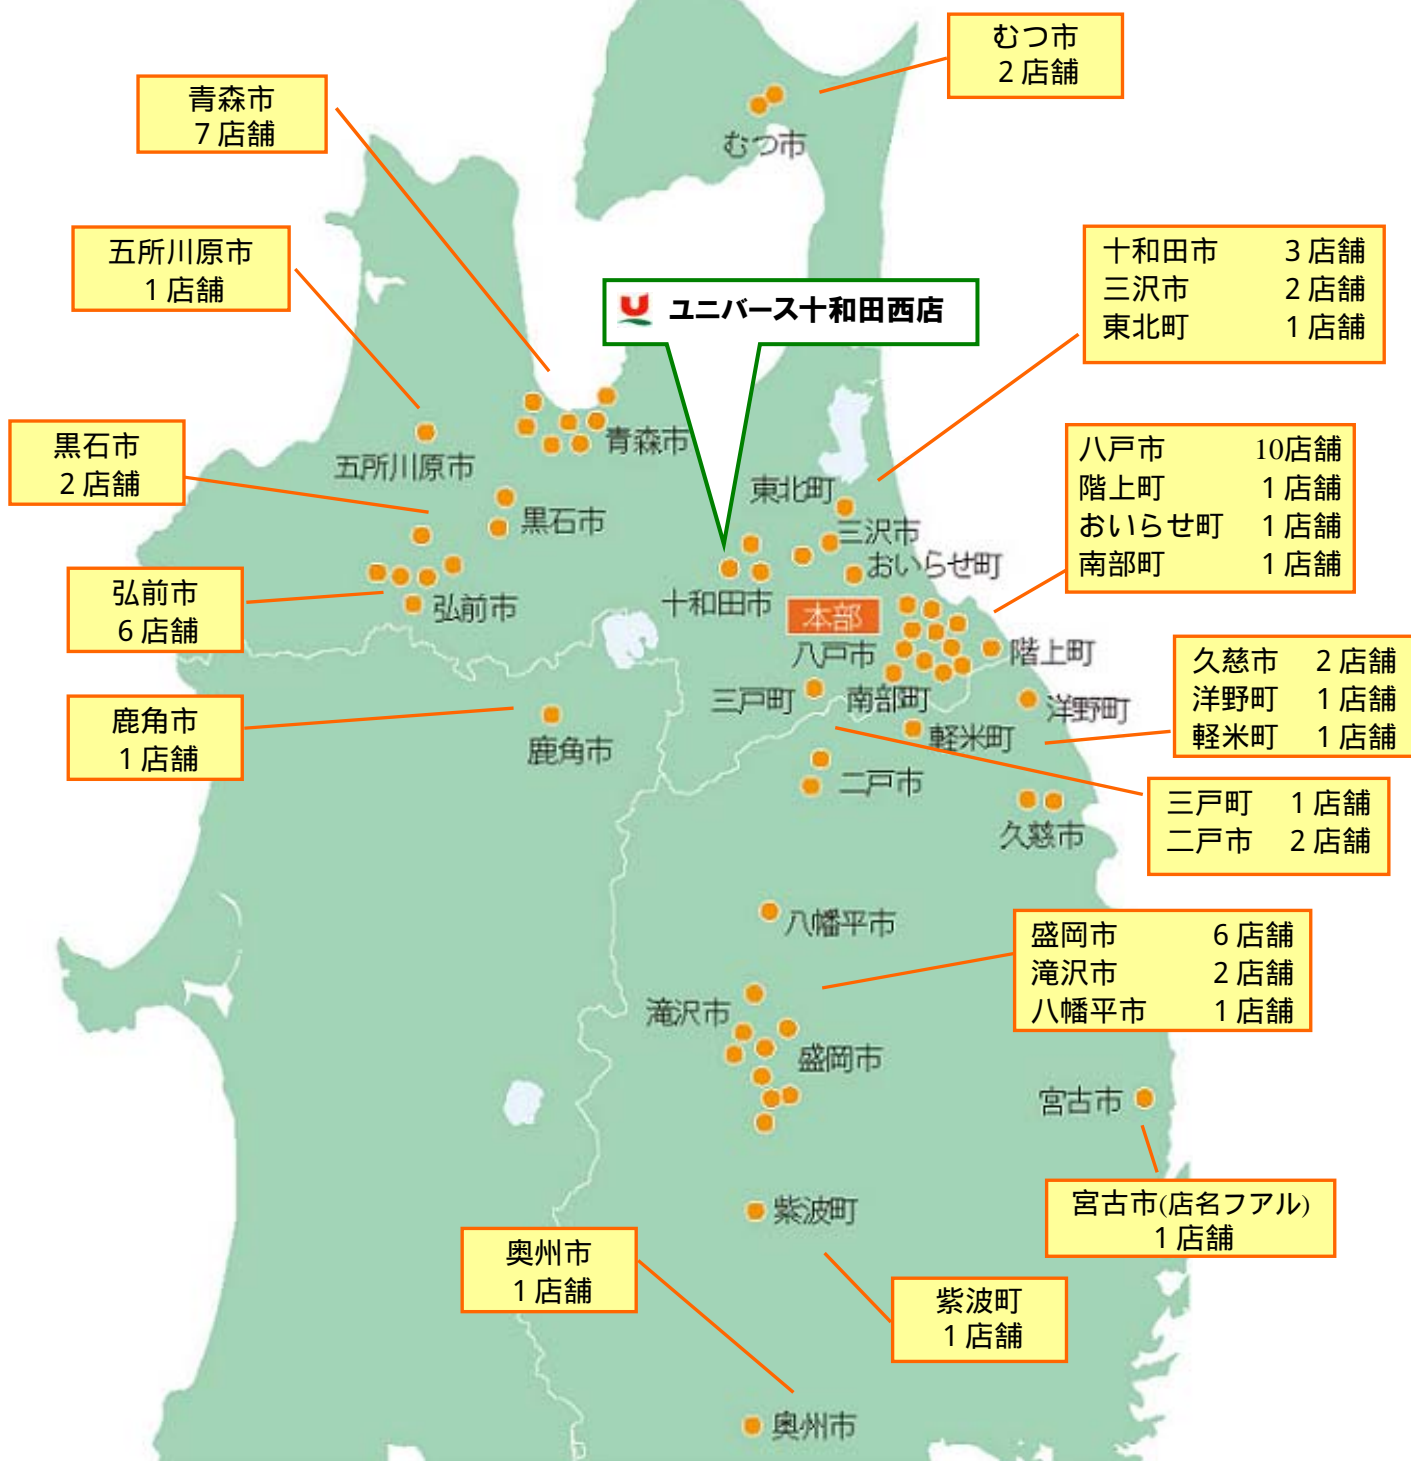 むつ市
2店舗
青森市
7店舗
むつ市
五所川原市
1店舗
十和田市 3店舗
三沢市 2店舗
東北町 1店舗
ユニバース十和田西店
黒石市
2店舗
青森市
五所川原市
八戸市 10店舗
階上町 1店舗
おいらせ町 1店舗
南部町 1店舗
東北町
黒石市
三沢市
おいらせ町
弘前市
6店舗
弘前市
十和田市
本部
八戸市
階上町
久慈市 2店舗
洋野町 1店舗
軽米町 1店舗
鹿角市
1店舗
三戸町
南部町
洋野町
鹿角市
軽米町
二戸市
三戸町 1店舗
二戸市 2店舗
久慈市
八幡平市
盛岡市 6店舗
滝沢市 2店舗
八幡平市 1店舗
滝沢市
盛岡市
宮古市
宮古市(店名フアル)
1店舗
紫波町
奥州市
1店舗
紫波町
1店舗
奥州市